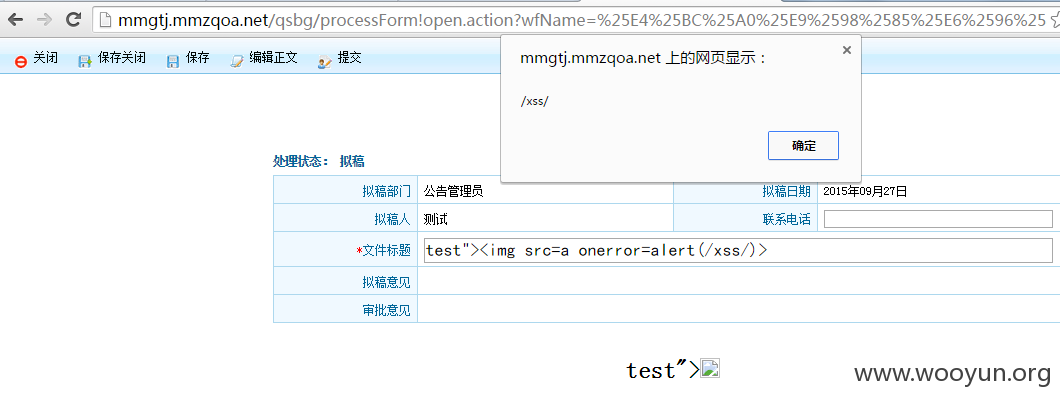 mmgtj.mmzqoa.net/qsbg/processForm!open.action?wfName=%25E4%25BC%25A0%25E9%2598%2585%25E6%2596%25
关闭 保存关闭 保存 编辑正文 提交
mmgtj.mmzqoa.net 上的网页显示：
/xss/
确定
处理状态： 拟稿
拟稿部门 公告管理员 拟稿日期 2015年09月27日
拟稿人 测试 联系电话
*文件标题 test"><img src=a onerror=alert(/xss/)>
拟稿意见
审批意见
test">
www.wooyun.org